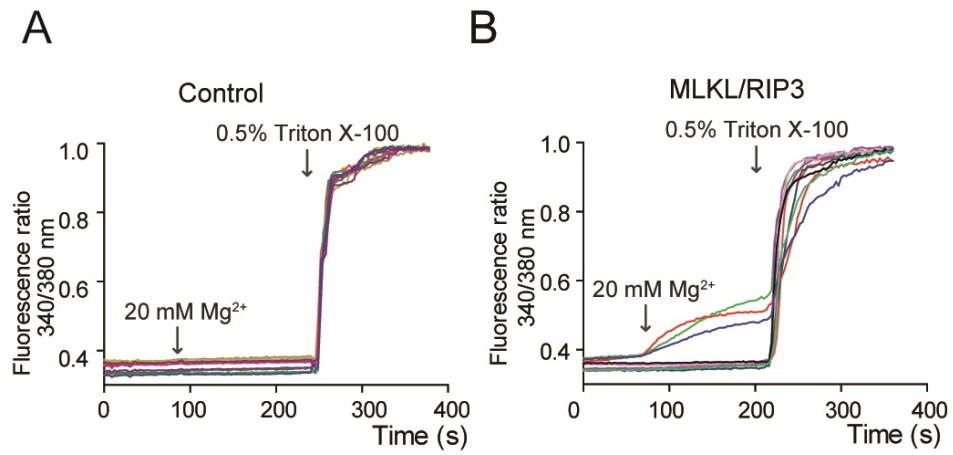 A
Control
0.5% Triton X-100
20 mM Mg²⁺
Fluorescence ratio
340/380 nm
1.0
0.8
0.6
0.4
0
100
200
300
400
Time (s)
B
MLKL/RIP3
0.5% Triton X-100
20 mM Mg²⁺
Fluorescence ratio
340/380 nm
1.0
0.8
0.6
0.4
0
100
200
300
400
Time (s)